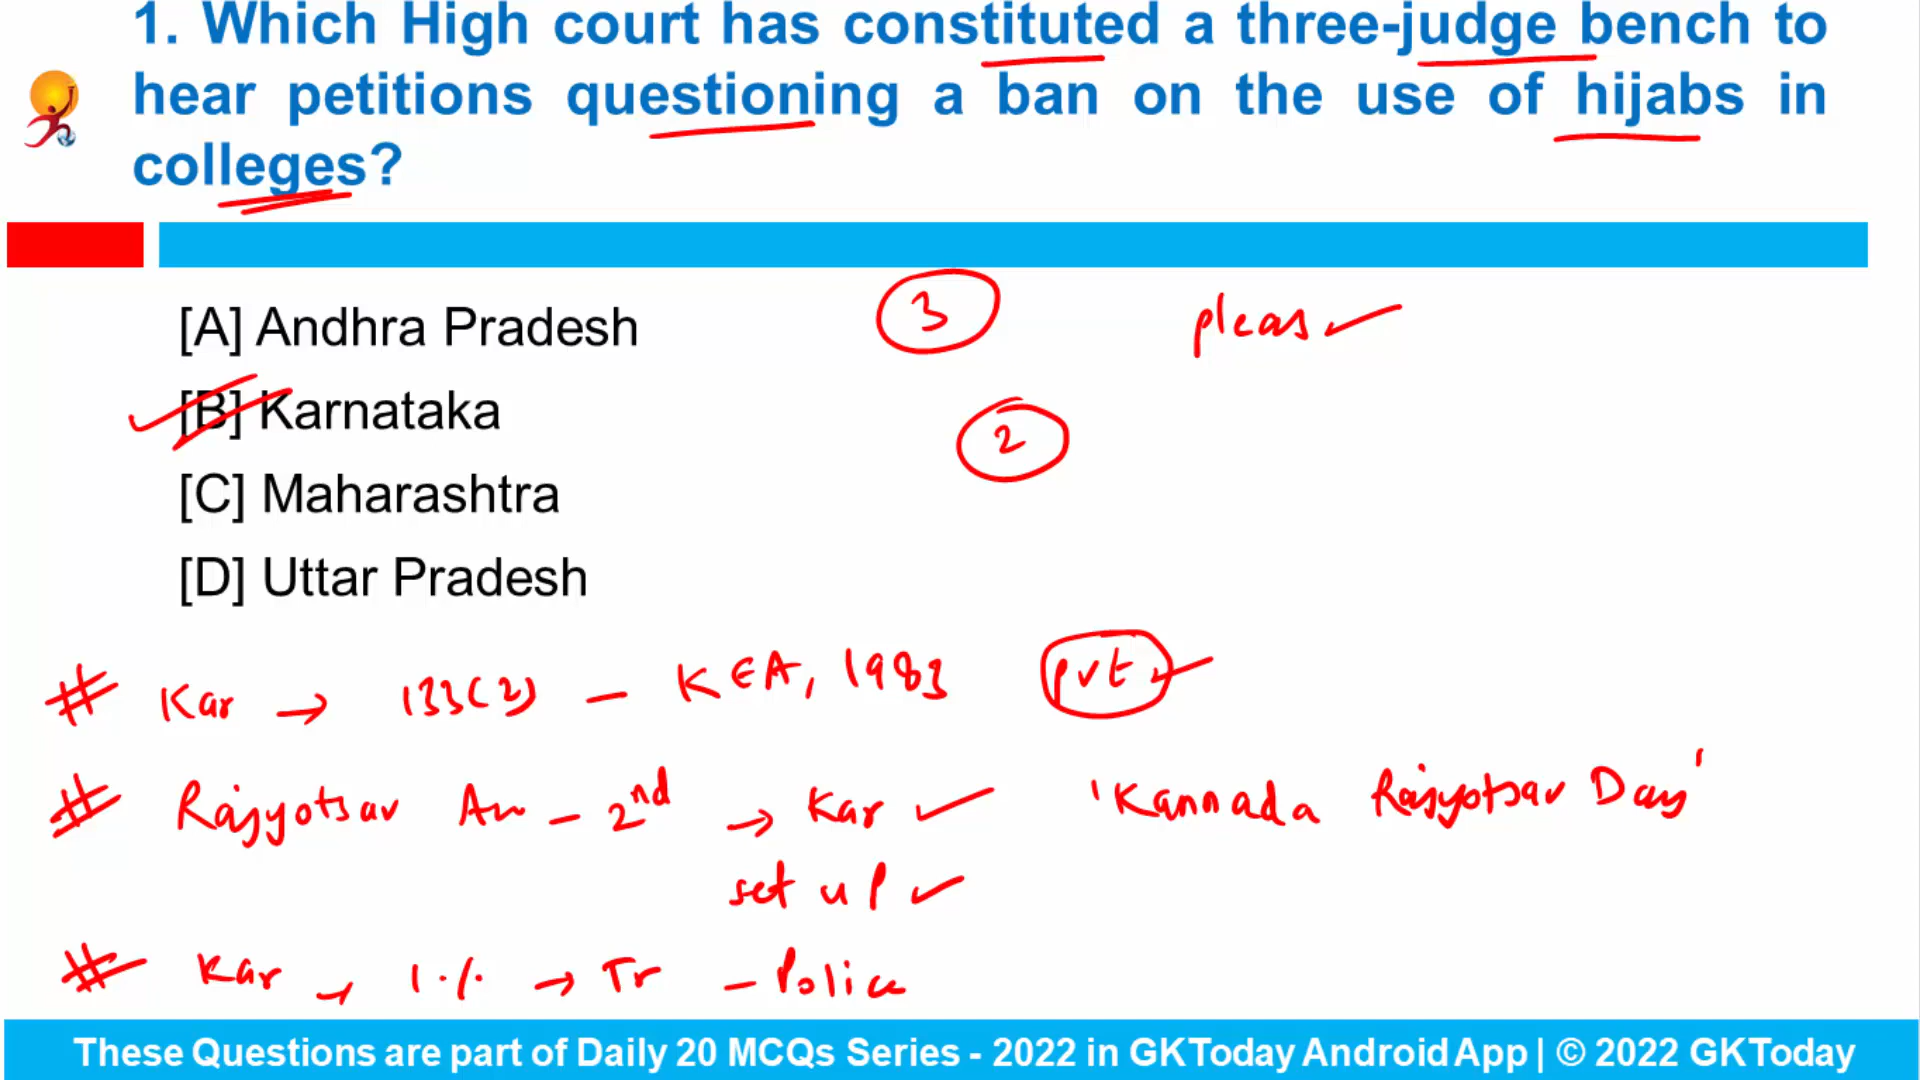 1. Which High court has constituted a three-judge bench to
hear petitions questioning a ban on the use of hijabs in
colleges?
[A] Andhra Pradesh
3
pleas
[B] Karnataka
2
[C] Maharashtra
[D] Uttar Pradesh
# Kar → 133(2) – KEA, 1983 pvt
# Rajyotsav Aw – 2nd → Kar 'Kannada Rajyotsav Day'
set up
# Kar → 1% → Tr – Police
These Questions are part of Daily 20 MCQs Series - 2022 in GKToday Android App | © 2022 GKToday